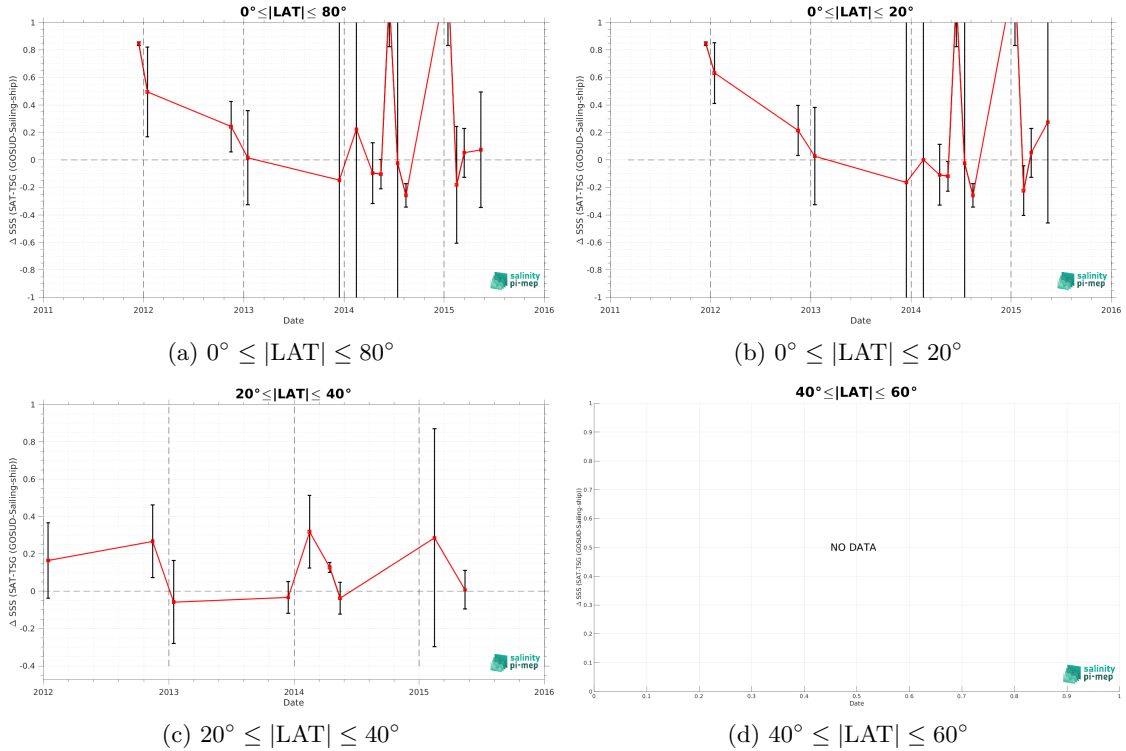 0°≤|LAT|≤ 80°
1
0.8
0.6
0.4
0.2
0
-0.2
-0.4
-0.6
-0.8
-1
Δ SSS (SAT-TSG (GOSUD-Sailing-ship))
2011 2012 2013 2014 2015 2016
Date
salinity
pi-mep
(a) 0° ≤ |LAT| ≤ 80°
0°≤|LAT|≤ 20°
1
0.8
0.6
0.4
0.2
0
-0.2
-0.4
-0.6
-0.8
-1
Δ SSS (SAT-TSG (GOSUD-Sailing-ship))
2011 2012 2013 2014 2015 2016
Date
salinity
pi-mep
(b) 0° ≤ |LAT| ≤ 20°
20°≤|LAT|≤ 40°
1
0.8
0.6
0.4
0.2
0
-0.2
-0.4
Δ SSS (SAT-TSG (GOSUD-Sailing-ship))
2012 2013 2014 2015 2016
Date
salinity
pi-mep
(c) 20° ≤ |LAT| ≤ 40°
40°≤|LAT|≤ 60°
1
0.9
0.8
0.7
0.6
0.5
0.4
0.3
0.2
0.1
0
Δ SSS (SAT-TSG (GOSUD-Sailing-ship))
NO DATA
0 0.1 0.2 0.3 0.4 0.5 0.6 0.7 0.8 0.9 1
Date
salinity
pi-mep
(d) 40° ≤ |LAT| ≤ 60°